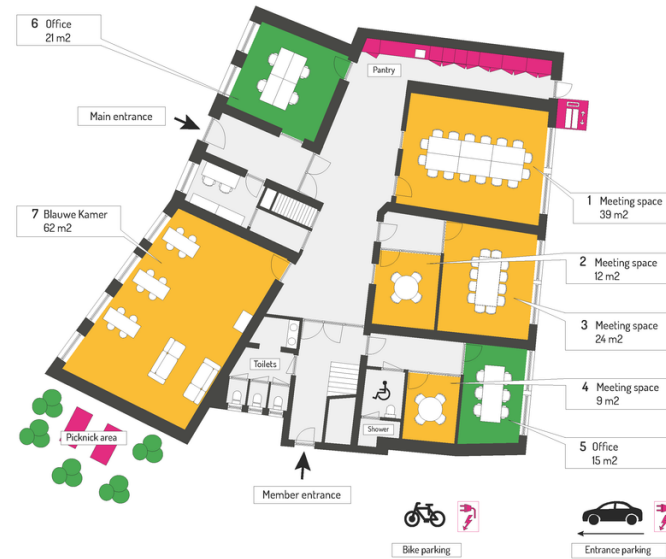 6 Office
21 m2
Pantry
Main entrance
1 Meeting space
39 m2
7 Blauwe Kamer
62 m2
2 Meeting space
12 m2
3 Meeting space
24 m2
Toilets
4 Meeting space
9 m2
Picknick area
Shower
5 Office
15 m2
Member entrance
Bike parking
Entrance parking